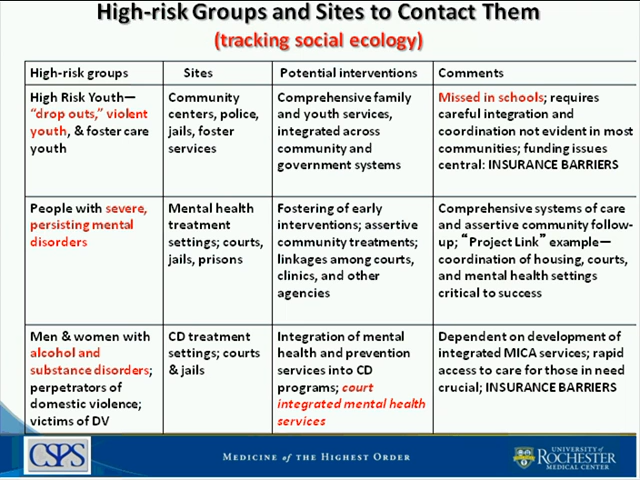 High-risk Groups and Sites to Contact Them
(tracking social ecology)
High-risk groups
Sites
Potential interventions
Comments
High Risk Youth—
"drop outs," violent
youth, & foster care
youth
Community
centers, police,
jails, foster
services
Comprehensive family
and youth services,
integrated across
community and
government systems
Missed in schools; requires
careful integration and
coordination not evident in most
communities; funding issues
central: INSURANCE BARRIERS
People with severe,
persisting mental
disorders
Mental health
treatment
settings; courts,
jails, prisons
Fostering of early
interventions; assertive
community treatments;
linkages among courts,
clinics, and other
agencies
Comprehensive systems of care
and assertive community follow-
up; "Project Link" example—
coordination of housing, courts,
and mental health settings
critical to success
Men & women with
alcohol and
substance disorders;
perpetrators of
domestic violence;
victims of DV
CD treatment
settings; courts
& jails
Integration of mental
health and prevention
services into CD
programs; court
integrated mental health
services
Dependent on development of
integrated MICA services; rapid
access to care for those in need
crucial; INSURANCE BARRIERS
CSPS
MEDICINE of THE HIGHEST ORDER
UNIVERSITY of
ROCHESTER
MEDICAL CENTER